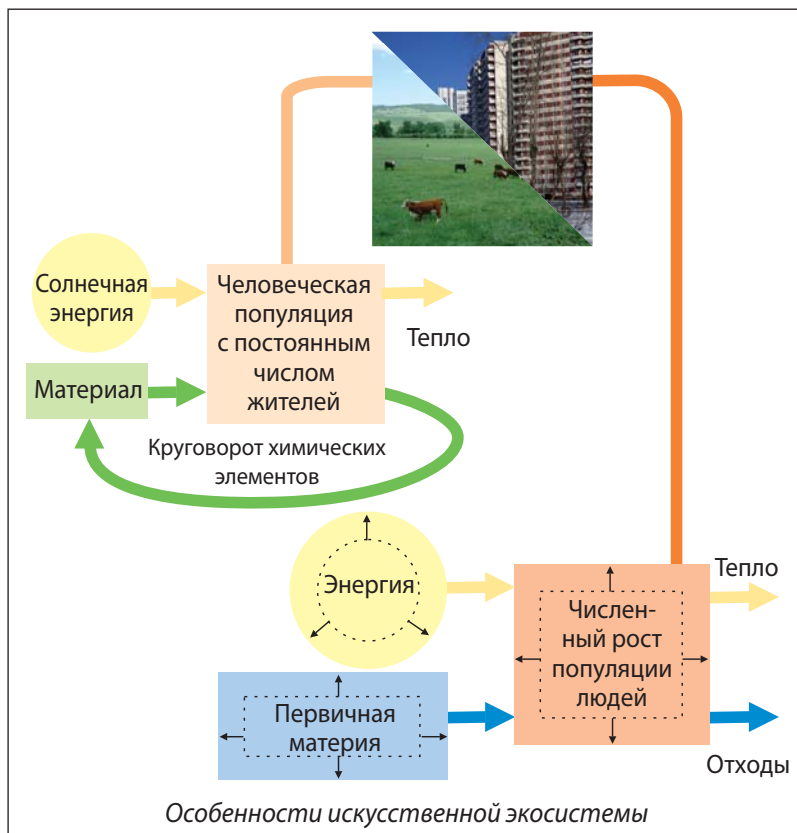 Солнечная
энергия
Человеческая
популяция
с постоянным
числом
жителей
Тепло
Материал
Круговорот химических
элементов
Энергия
Числен-
ный рост
популяции
людей
Тепло
Первичная
материя
Отходы
Особенности искусственной экосистемы